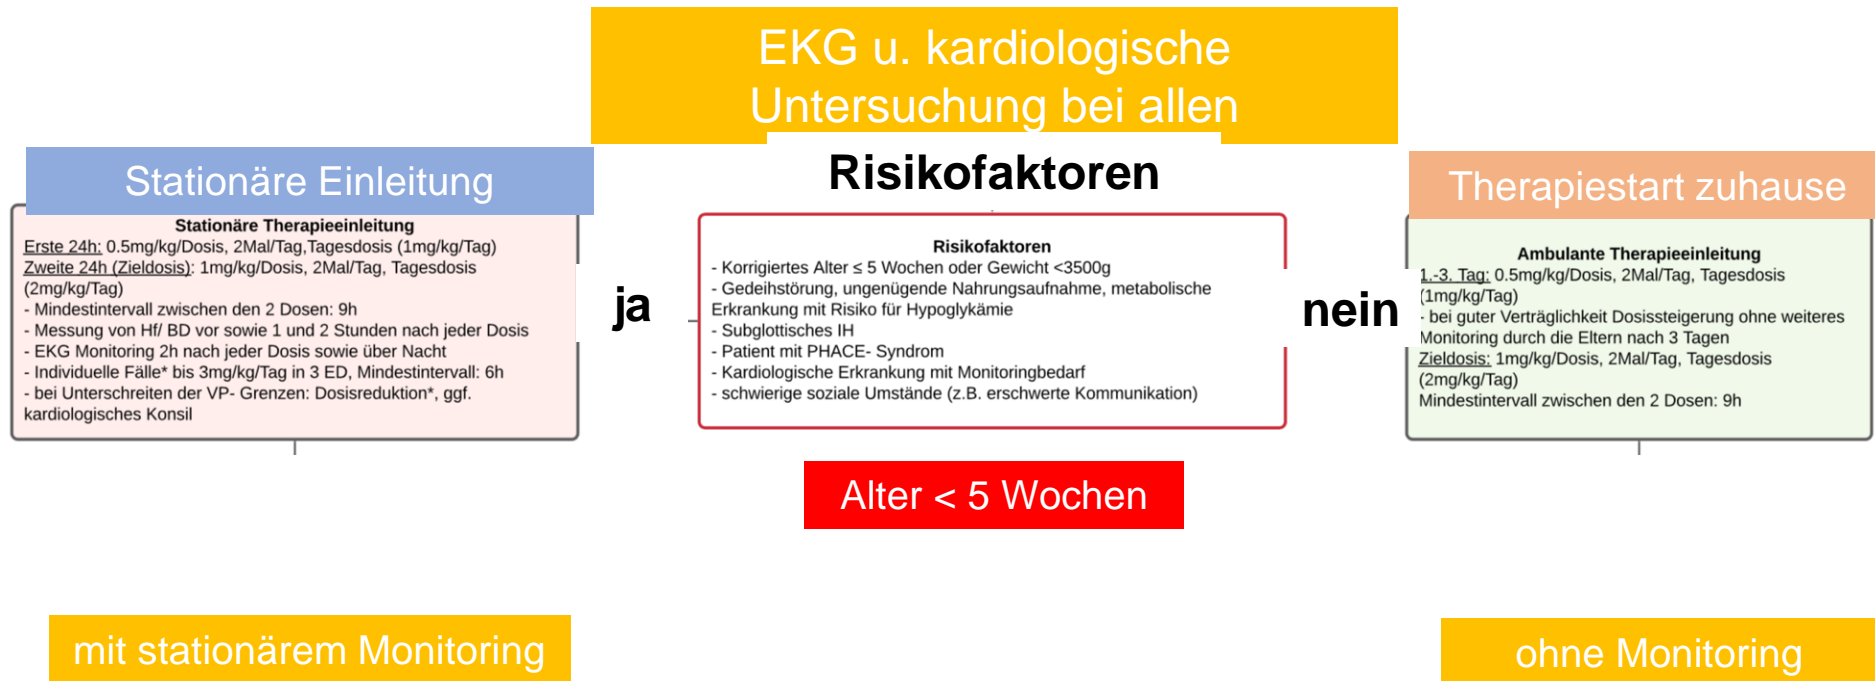 EKG u. kardiologische
Untersuchung bei allen
Stationäre Einleitung
Stationäre Therapieeinleitung
Erste 24h: 0.5mg/kg/Dosis, 2Mal/Tag,Tagesdosis (1mg/kg/Tag)
Zweite 24h (Zieldosis): 1mg/kg/Dosis, 2Mal/Tag, Tagesdosis
(2mg/kg/Tag)
- Mindestintervall zwischen den 2 Dosen: 9h
- Messung von Hf/ BD vor sowie 1 und 2 Stunden nach jeder Dosis
- EKG Monitoring 2h nach jeder Dosis sowie über Nacht
- Individuelle Fälle* bis 3mg/kg/Tag in 3 ED, Mindestintervall: 6h
- bei Unterschreiten der VP- Grenzen: Dosisreduktion*, ggf.
kardiologisches Konsil
ja
Risikofaktoren
Risikofaktoren
- Korrigiertes Alter ≤ 5 Wochen oder Gewicht <3500g
- Gedeihstörung, ungenügende Nahrungsaufnahme, metabolische
Erkrankung mit Risiko für Hypoglykämie
- Subglottisches IH
- Patient mit PHACE- Syndrom
- Kardiologische Erkrankung mit Monitoringbedarf
- schwierige soziale Umstände (z.B. erschwerte Kommunikation)
Alter < 5 Wochen
nein
Therapiestart zuhause
Ambulante Therapieeinleitung
1.-3. Tag: 0.5mg/kg/Dosis, 2Mal/Tag, Tagesdosis
(1mg/kg/Tag)
- bei guter Verträglichkeit Dosissteigerung ohne weiteres
Monitoring durch die Eltern nach 3 Tagen
Zieldosis: 1mg/kg/Dosis, 2Mal/Tag, Tagesdosis
(2mg/kg/Tag)
Mindestintervall zwischen den 2 Dosen: 9h
mit stationärem Monitoring
ohne Monitoring